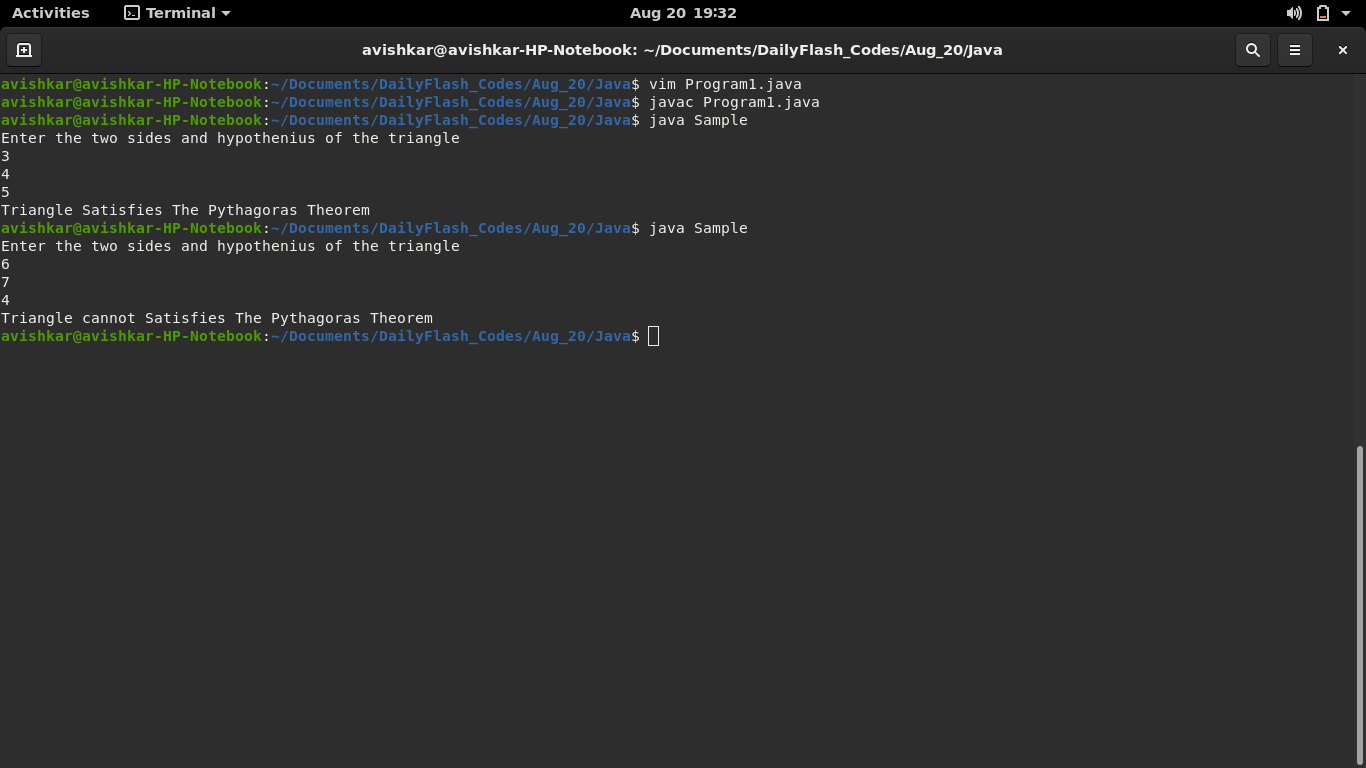 Activities Terminal Aug 20 19:32
avishkar@avishkar-HP-Notebook: ~/Documents/DailyFlash_Codes/Aug_20/Java
avishkar@avishkar-HP-Notebook:~/Documents/DailyFlash_Codes/Aug_20/Java$ vim Program1.java
avishkar@avishkar-HP-Notebook:~/Documents/DailyFlash_Codes/Aug_20/Java$ javac Program1.java
avishkar@avishkar-HP-Notebook:~/Documents/DailyFlash_Codes/Aug_20/Java$ java Sample
Enter the two sides and hypothenius of the triangle
3
4
5
Triangle Satisfies The Pythagoras Theorem
avishkar@avishkar-HP-Notebook:~/Documents/DailyFlash_Codes/Aug_20/Java$ java Sample
Enter the two sides and hypothenius of the triangle
6
7
4
Triangle cannot Satisfies The Pythagoras Theorem
avishkar@avishkar-HP-Notebook:~/Documents/DailyFlash_Codes/Aug_20/Java$